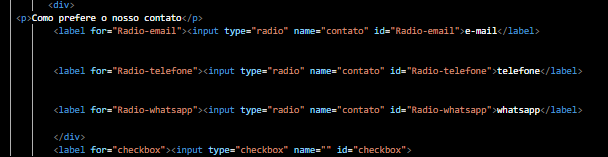 <div>
<p>Como prefere o nosso contato</p>
<label for="Radio-email"><input type="radio" name="contato" id="Radio-email">e-mail</label>
<label for="Radio-telefone"><input type="radio" name="contato" id="Radio-telefone">telefone</label>
<label for="Radio-whatsapp"><input type="radio" name="contato" id="Radio-whatsapp">whatsapp</label>
</div>
<label for="checkbox"><input type="checkbox" name="" id="checkbox">